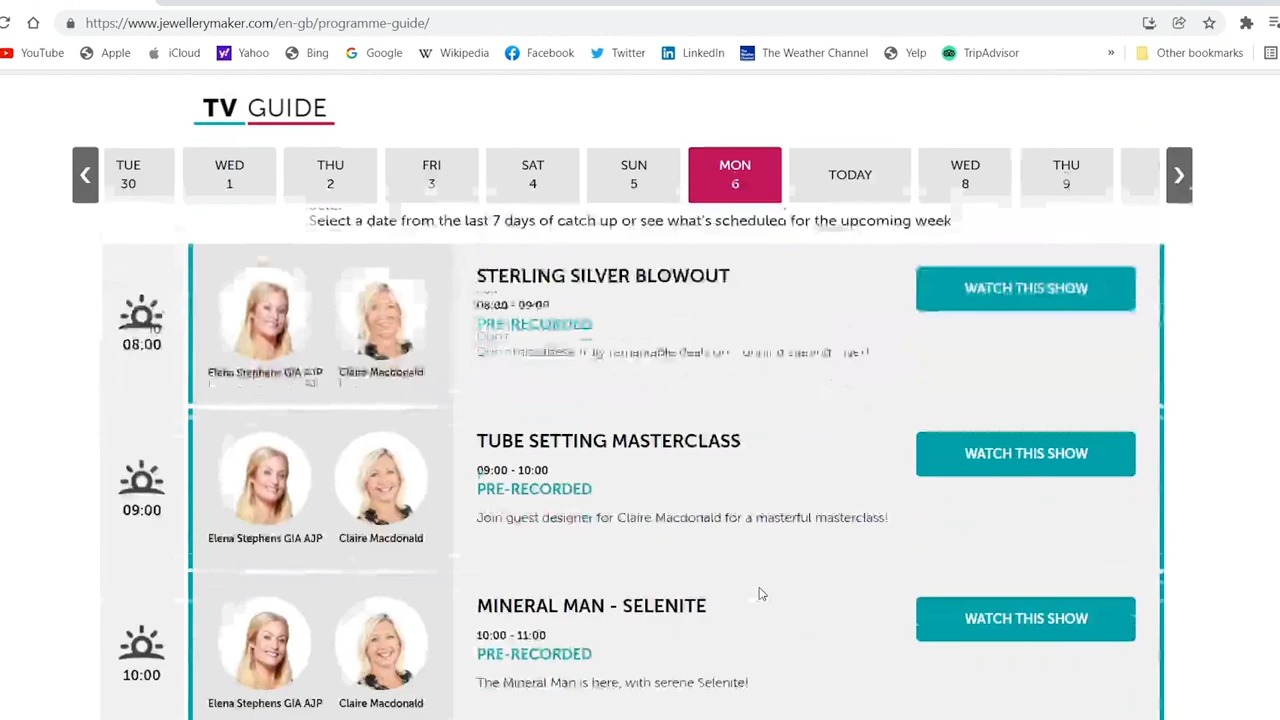 https://www.jewellerymaker.com/en-gb/programme-guide/
YouTube Apple iCloud Yahoo Bing Google Wikipedia Facebook Twitter LinkedIn The Weather Channel Yelp TripAdvisor » Other bookmarks
TV GUIDE
TUE WED THU FRI SAT SUN MON TODAY WED THU
30 1 2 3 4 5 6 8 9
Select a date from the last 7 days of catch up or see what's scheduled for the upcoming week
STERLING SILVER BLOWOUT
WATCH THIS SHOW
08:00 - 09:00
PRE-RECORDED
08:00
Elena Stephens GIA AJP Claire Macdonald
TUBE SETTING MASTERCLASS
WATCH THIS SHOW
09:00 - 10:00
PRE-RECORDED
09:00
Join guest designer for Claire Macdonald for a masterful masterclass!
Elena Stephens GIA AJP Claire Macdonald
MINERAL MAN - SELENITE
WATCH THIS SHOW
10:00 - 11:00
PRE-RECORDED
10:00
The Mineral Man is here, with serene Selenite!
Elena Stephens GIA AJP Claire Macdonald